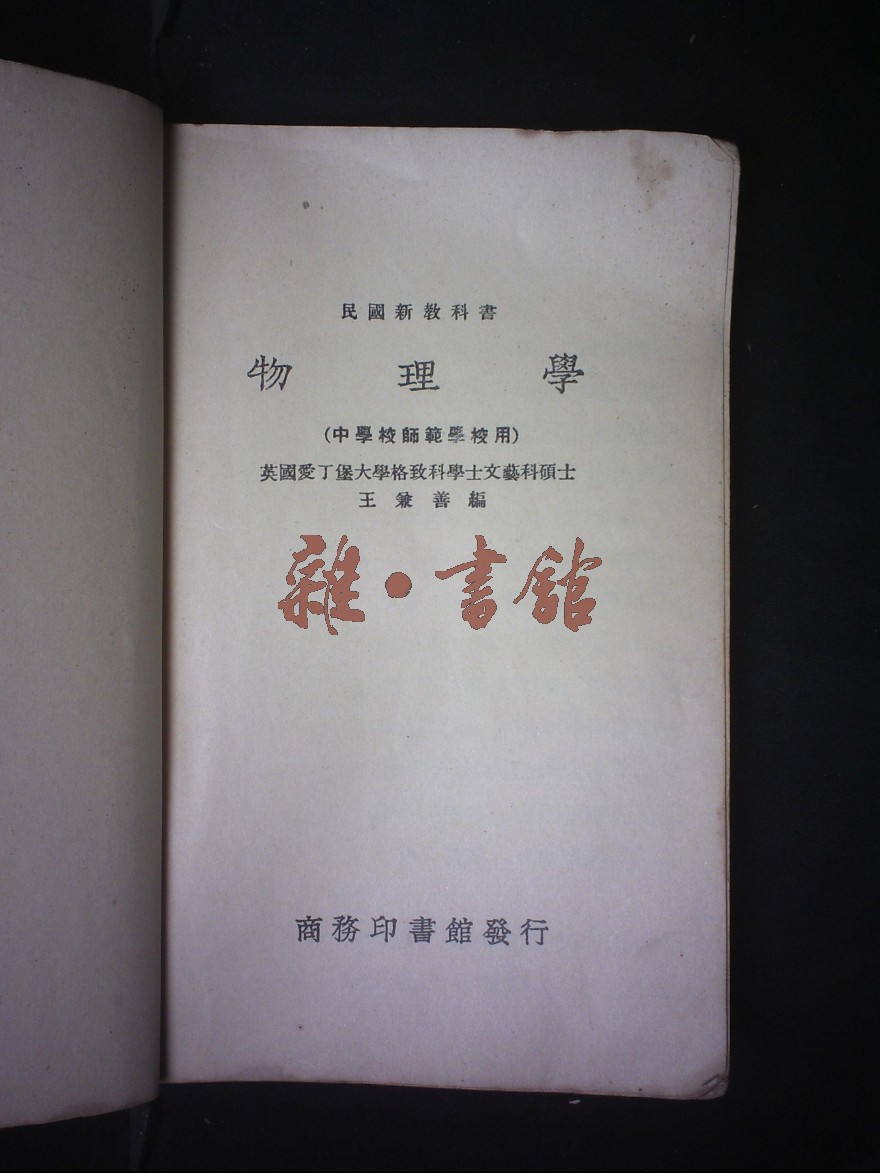 民國新教科書
物理學
(中學校師範學校用)
英國愛丁堡大學格致科學士文藝科碩士
王兼善編
雜·書館
商務印書館發行